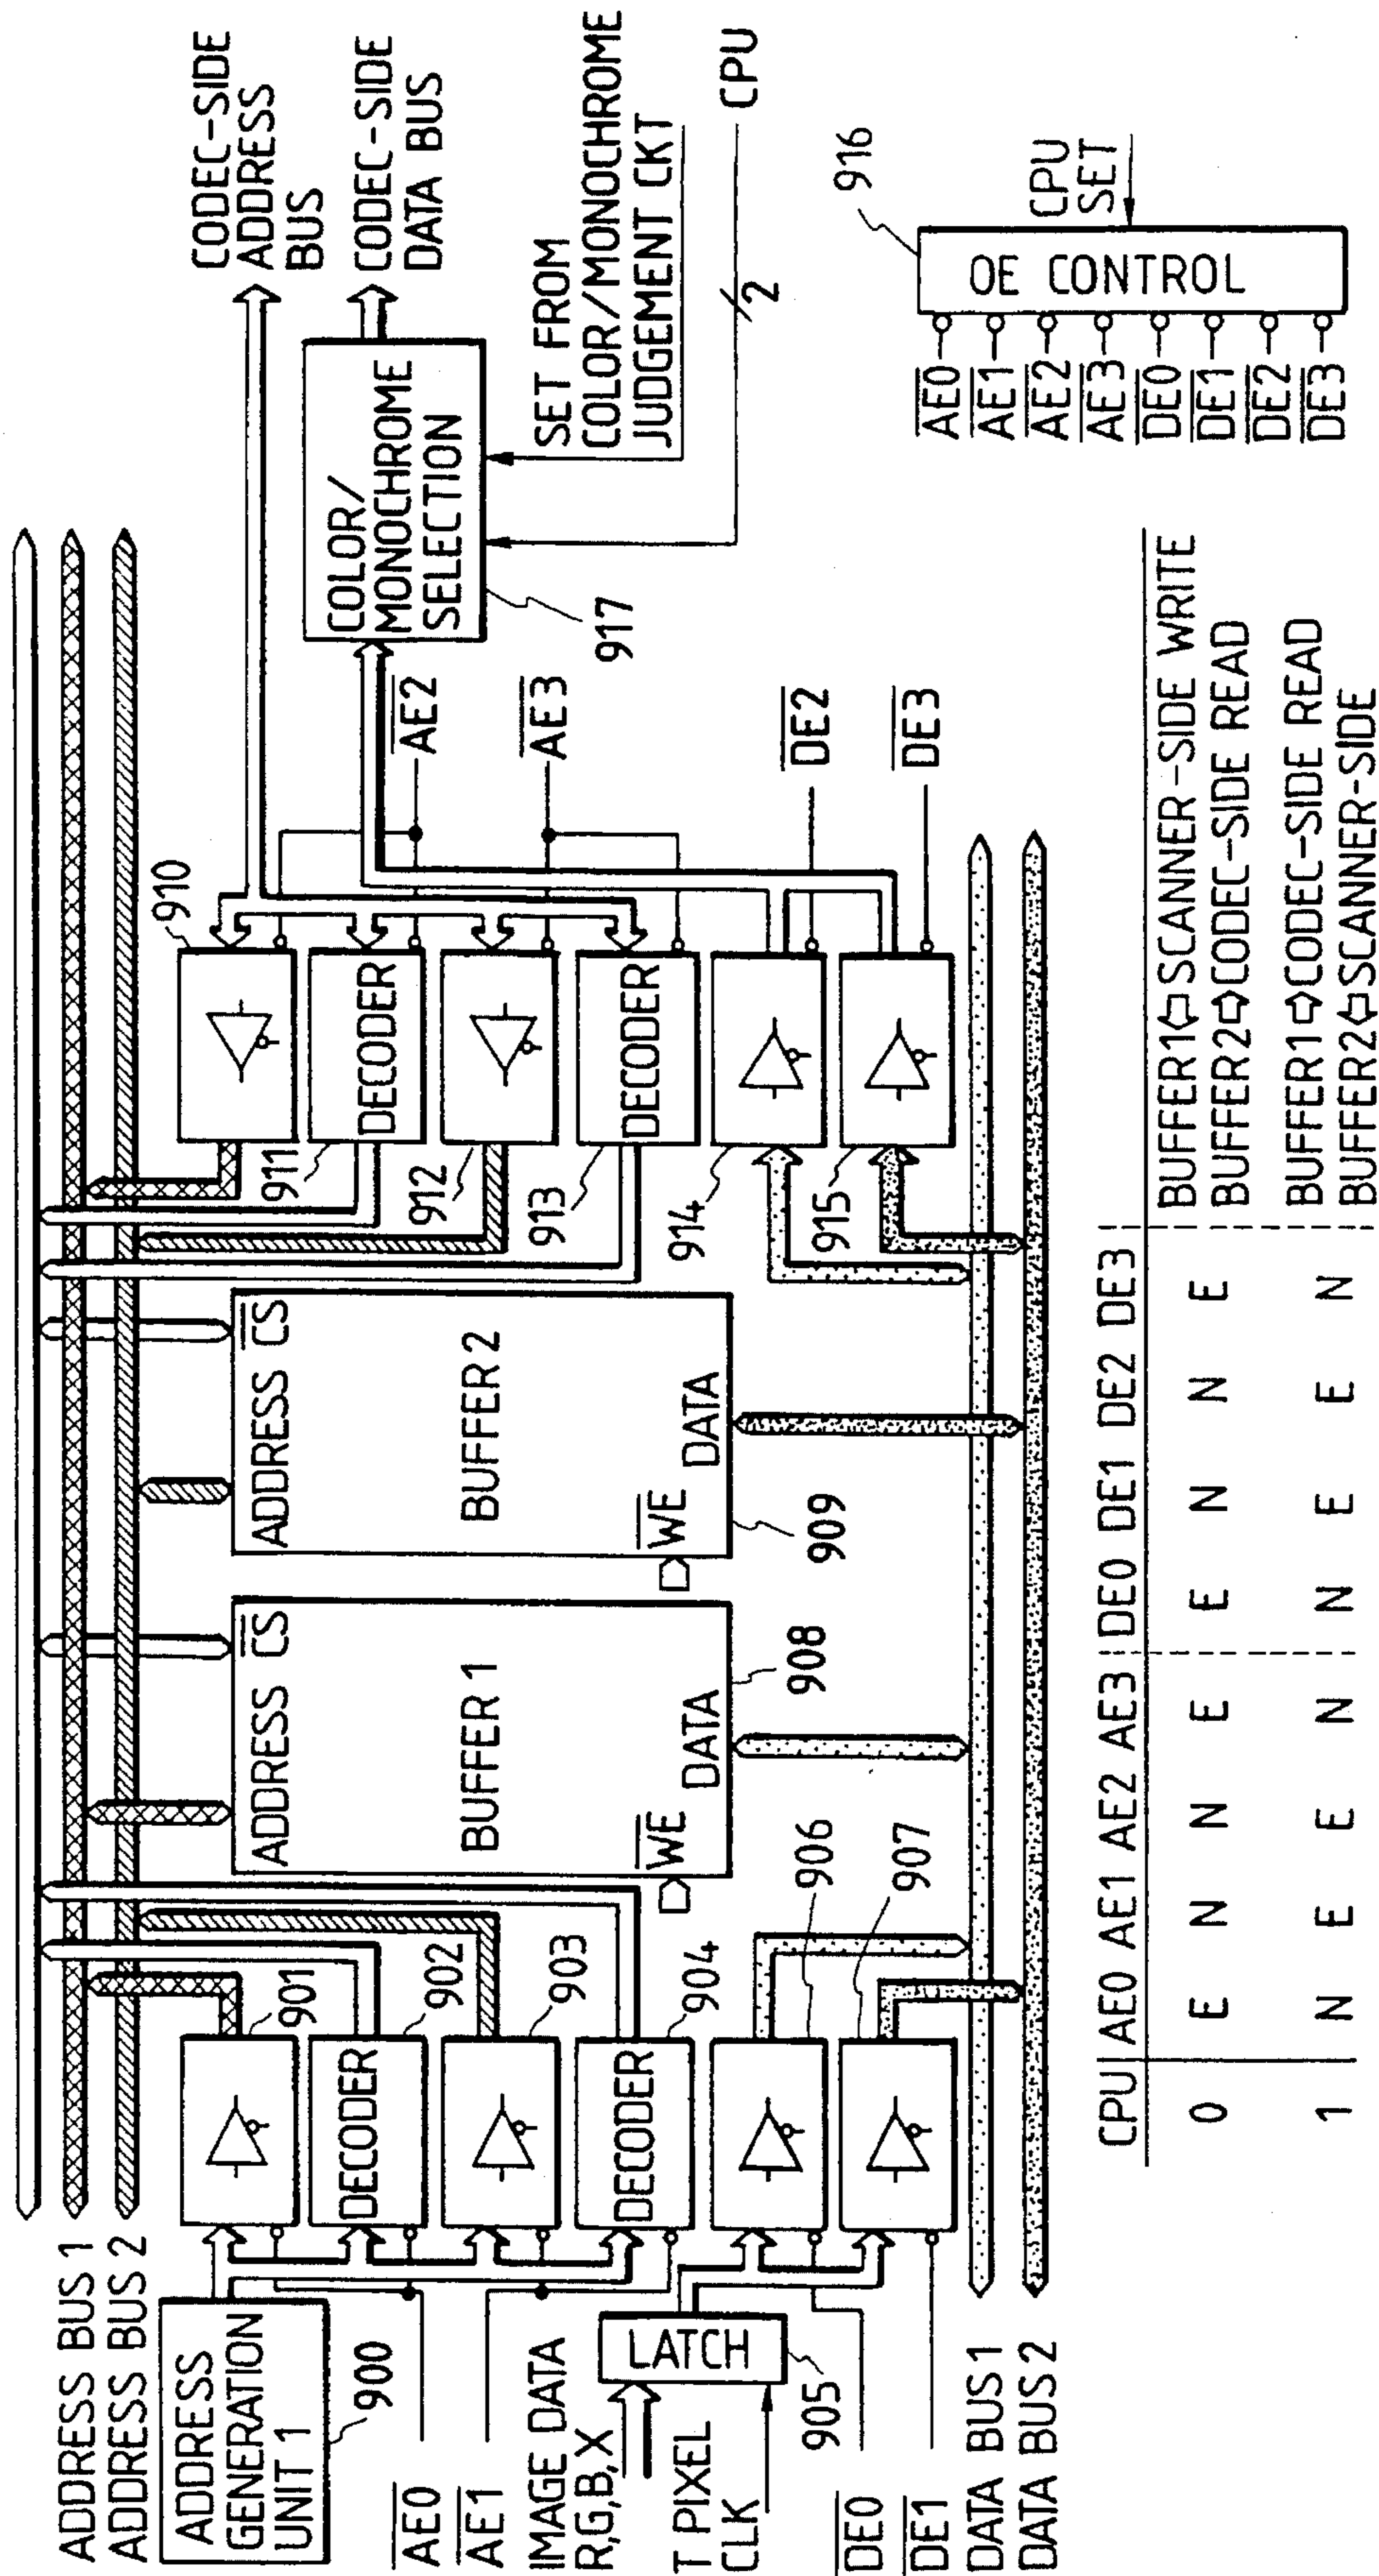 ADDRESS BUS 1
ADDRESS BUS 2
ADDRESS
GENERATION
UNIT 1
900
AE0
AE1
IMAGE DATA
R,G,B,X
T PIXEL
CLK
LATCH
905
DE0
DE1
DATA BUS 1
DATA BUS 2
901
DECODER
902
903
DECODER
904
906
907
ADDRESS CS
BUFFER 1
WE
DATA
908
ADDRESS CS
BUFFER 2
WE
DATA
909
910
DECODER
911
912
DECODER
913
914
915
AE2
AE3
DE2
DE3
COLOR/
MONOCHROME
SELECTION
917
CODEC-SIDE
ADDRESS
BUS
CODEC-SIDE
DATA BUS
SET FROM
COLOR/MONOCHROME
JUDGEMENT CKT
2
CPU
916
OE CONTROL
CPU
SET
AE0
AE1
AE2
AE3
DE0
DE1
DE2
DE3
CPU AE0 AE1 AE2 AE3 DE0 DE1 DE2 DE3
0 E N N E E N N E BUFFER1⇦SCANNER-SIDE WRITE
BUFFER2⇨CODEC-SIDE READ
1 N E E N N E E N BUFFER1⇨CODEC-SIDE READ
BUFFER2⇦SCANNER-SIDE